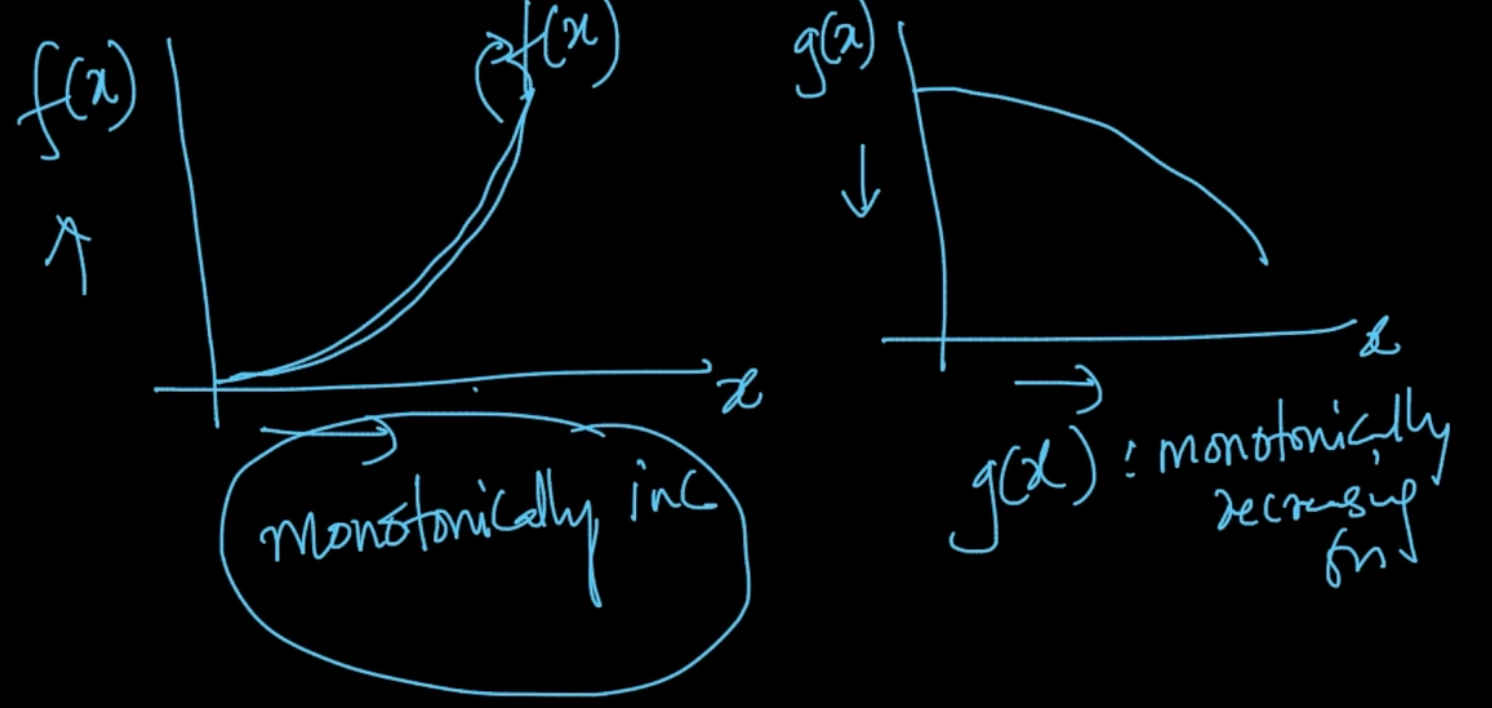 f(x)
f(x)
x
monotonically inc
g(x)
x
g(x) : monotonically
decreasing
fn